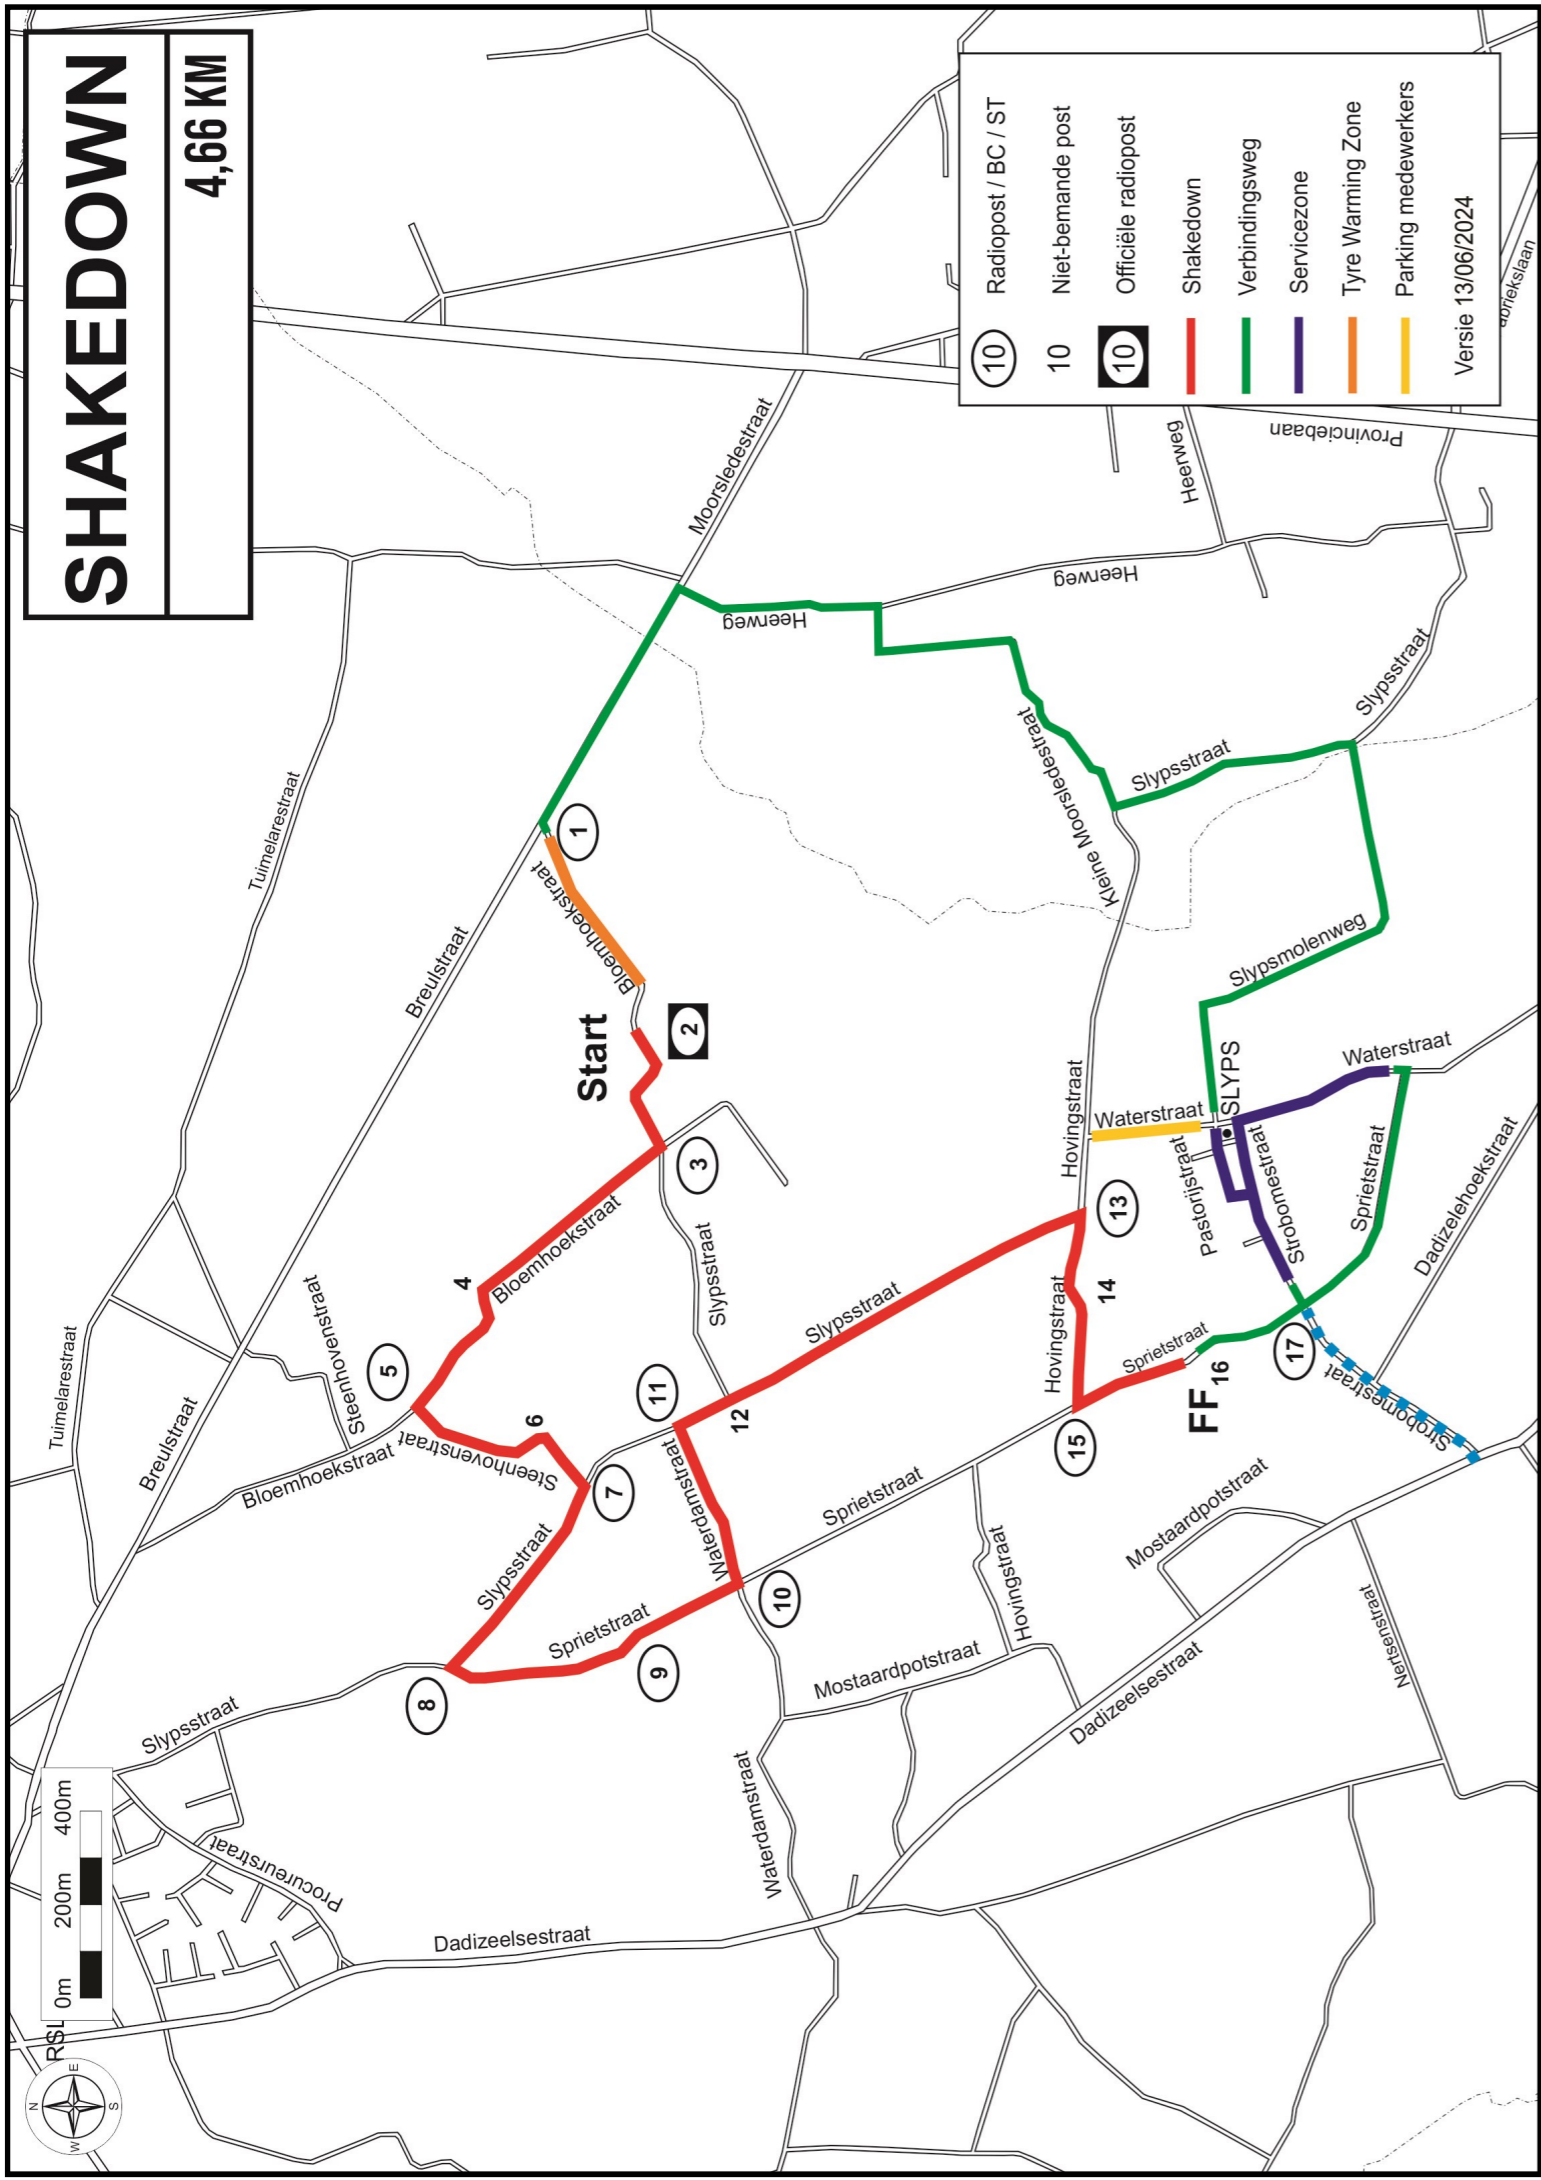 SHAKEDOWN
4,66 KM
10 Radiopost / BC / ST
10 Niet-bemande post
10 Officiële radiopost
Shakedown
Verbindingsweg
Servicezone
Tyre Warming Zone
Parking medewerkers
Versie 13/06/2024
0m 200m 400m
N
E
S
W
Tuimelarestraat
Tuimelarestraat
Breulstraat
Breulstraat
Moorsledestraat
Heerweg
Heerweg
Heerweg
Provinciebaan
Kleine Moorsledestraat
Slypsstraat
Slypsstraat
Slypsmolenweg
Bloemhoekstraat
Bloemhoekstraat
Bloemhoekstraat
Steenhovenstraat
Steenhovenstraat
Steenhovenstraat
Slypsstraat
Slypsstraat
Slypsstraat
Slypsstraat
Procureurstraat
Sprietstraat
Sprietstraat
Sprietstraat
Sprietstraat
Waterdamstraat
Waterdamstraat
Hovingstraat
Hovingstraat
Hovingstraat
Waterstraat
Waterstraat
SLYPS
Pastorijstraat
Strobomestraat
Strobomestraat
Dadizelehoekstraat
Mostaardpotstraat
Mostaardpotstraat
Dadizeelsestraat
Dadizeelsestraat
Nersenstraat
Start
FF
1
2
3
4
5
6
7
8
9
10
11
12
13
14
15
16
17